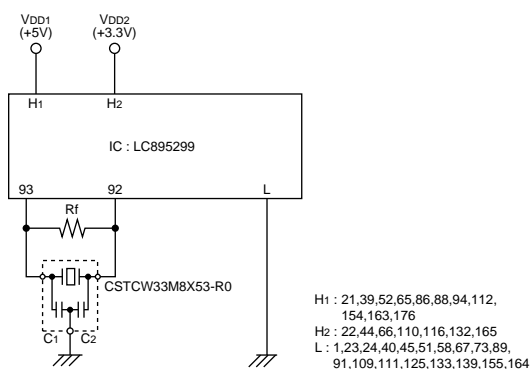 VDD1 VDD2
(+5V) (+3.3V)
H1 H2
IC : LC895299
93 92 L
Rf
CSTCW33M8X53-R0
C1 C2
H1 : 21,39,52,65,86,88,94,112,
154,163,176
H2 : 22,44,66,110,116,132,165
L : 1,23,24,40,45,51,58,67,73,89,
91,109,111,125,133,139,155,164